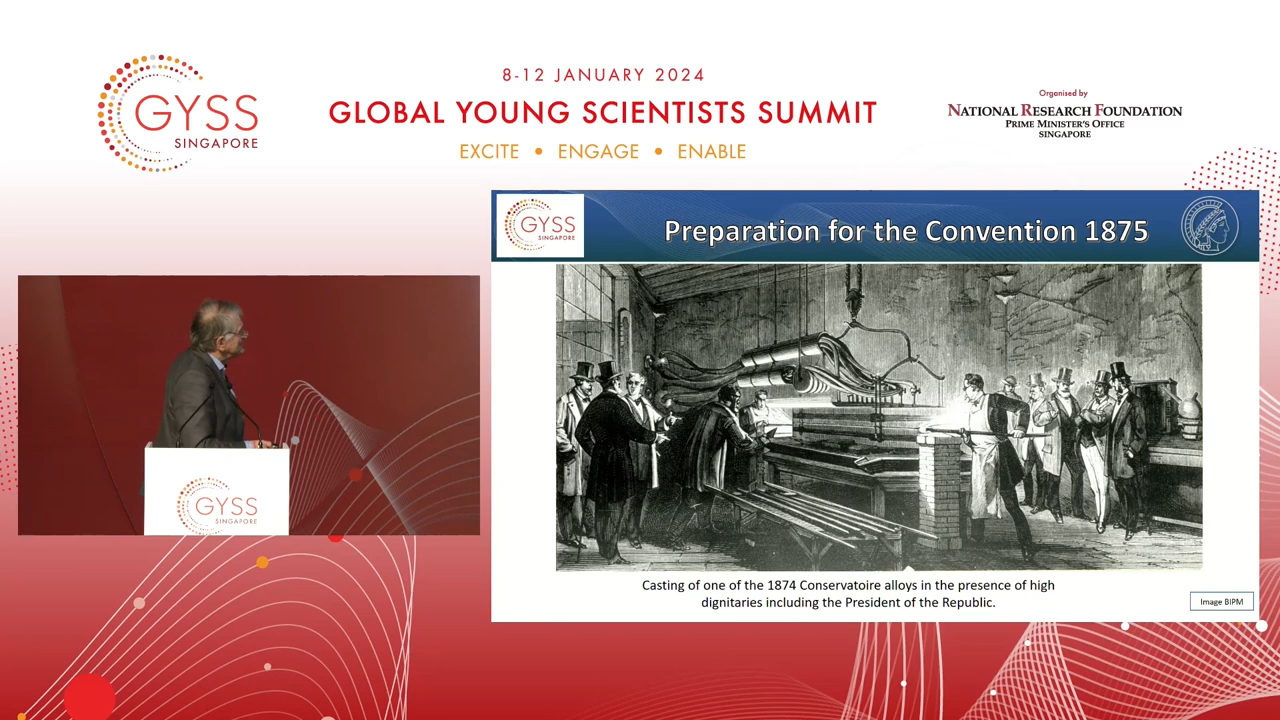 GYSS
SINGAPORE
8-12 JANUARY 2024
GLOBAL YOUNG SCIENTISTS SUMMIT
EXCITE • ENGAGE • ENABLE
Organised by
NATIONAL RESEARCH FOUNDATION
PRIME MINISTER'S OFFICE
SINGAPORE
GYSS
SINGAPORE
Preparation for the Convention 1875
Casting of one of the 1874 Conservatoire alloys in the presence of high
dignitaries including the President of the Republic.
Image BIPM
GYSS
SINGAPORE